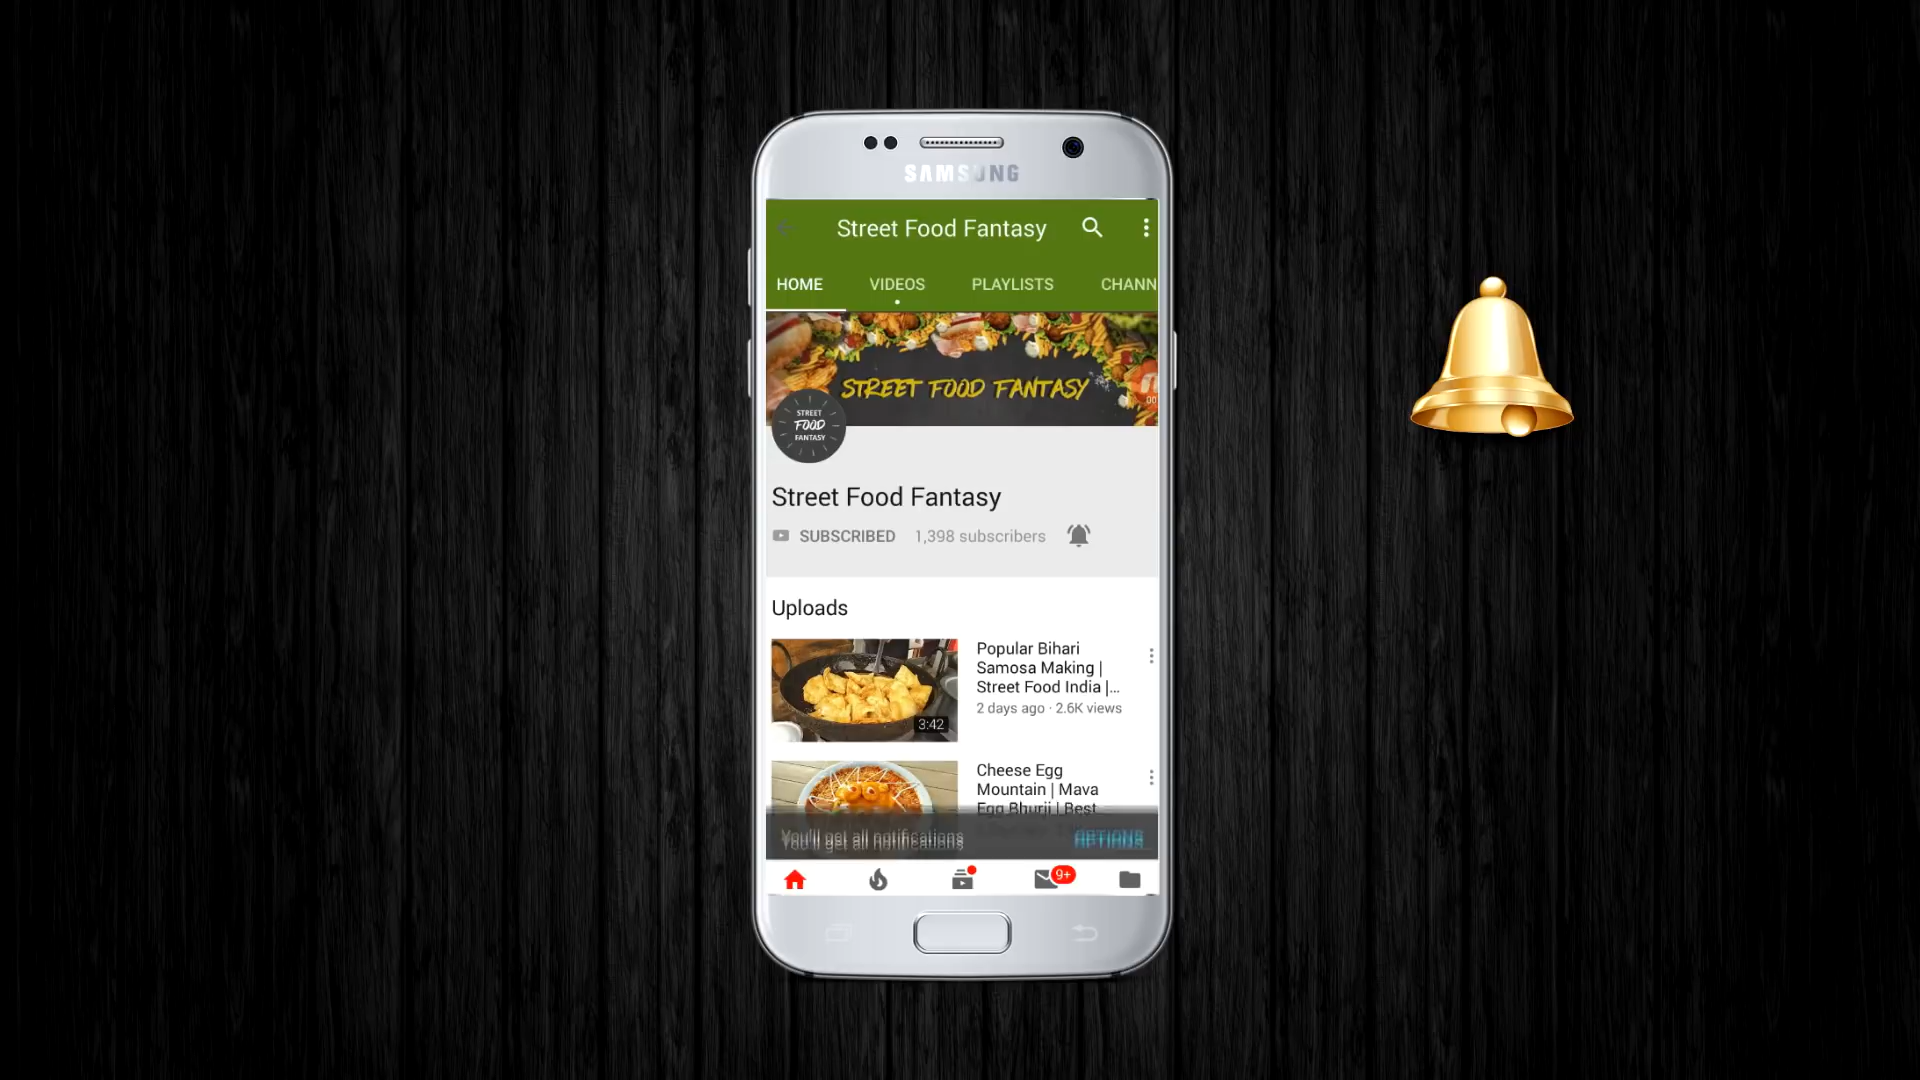 SAMSUNG
Street Food Fantasy
HOME VIDEOS PLAYLISTS CHANN
STREET FOOD FANTASY
00
STREET
FOOD
FANTASY
Street Food Fantasy
SUBSCRIBED 1,398 subscribers
Uploads
Popular Bihari
Samosa Making |
Street Food India |...
2 days ago · 2.6K views
3:42
Cheese Egg
Mountain | Mava
Egg Bhurji | Best
You'll get all notifications OPTIONS
9+